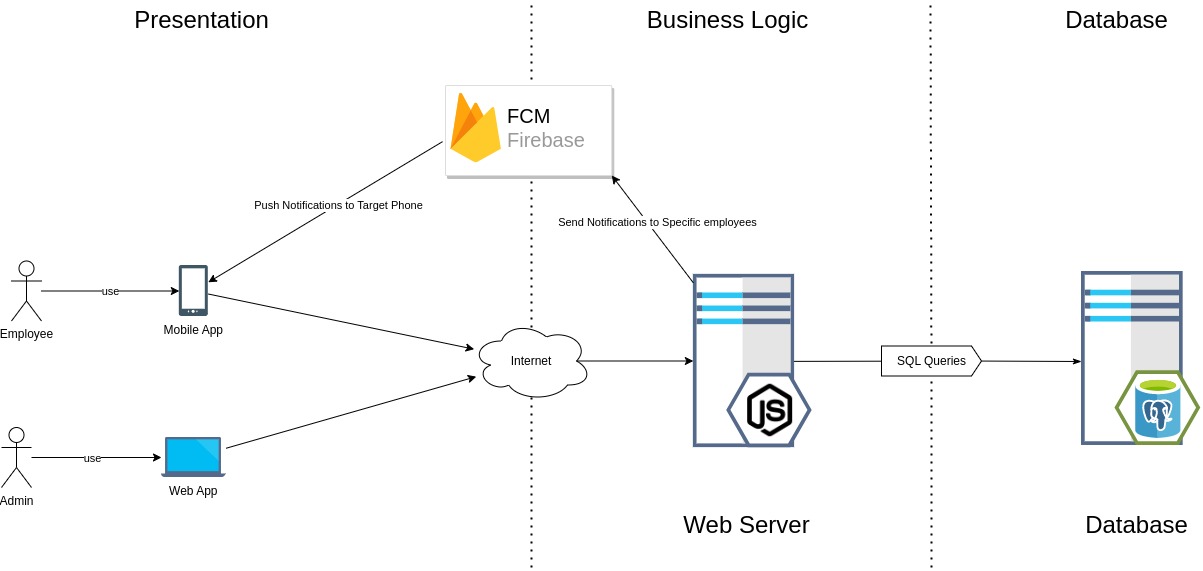 Presentation
Business Logic
Database
FCM
Firebase
Push Notifications to Target Phone
Send Notifications to Specific employees
use
Employee
Mobile App
Internet
SQL Queries
JS
use
Web App
Admin
Web Server
Database